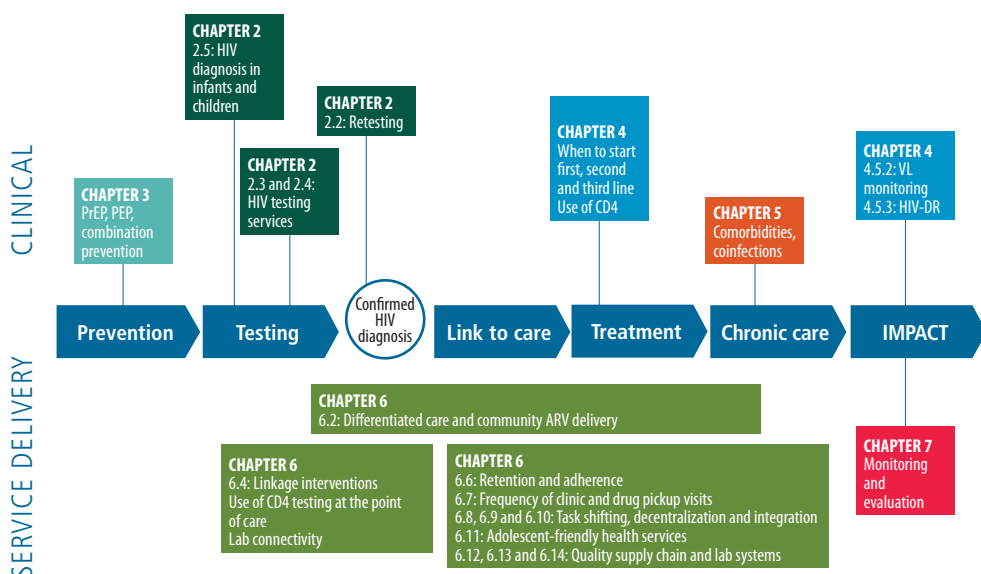 CLINICAL
CHAPTER 2
2.5: HIV
diagnosis in
infants and
children
CHAPTER 2
2.2: Retesting
CHAPTER 2
2.3 and 2.4:
HIV testing
services
CHAPTER 3
PrEP, PEP,
combination
prevention
CHAPTER 4
When to start
first, second
and third line
Use of CD4
CHAPTER 5
Comorbidities,
coinfections
CHAPTER 4
4.5.2: VL
monitoring
4.5.3: HIV-DR
Prevention
Testing
Confirmed
HIV
diagnosis
Link to care
Treatment
Chronic care
IMPACT
SERVICE DELIVERY
CHAPTER 6
6.2: Differentiated care and community ARV delivery
CHAPTER 6
6.4: Linkage interventions
Use of CD4 testing at the point
of care
Lab connectivity
CHAPTER 6
6.6: Retention and adherence
6.7: Frequency of clinic and drug pickup visits
6.8, 6.9 and 6.10: Task shifting, decentralization and integration
6.11: Adolescent-friendly health services
6.12, 6.13 and 6.14: Quality supply chain and lab systems
CHAPTER 7
Monitoring
and
evaluation